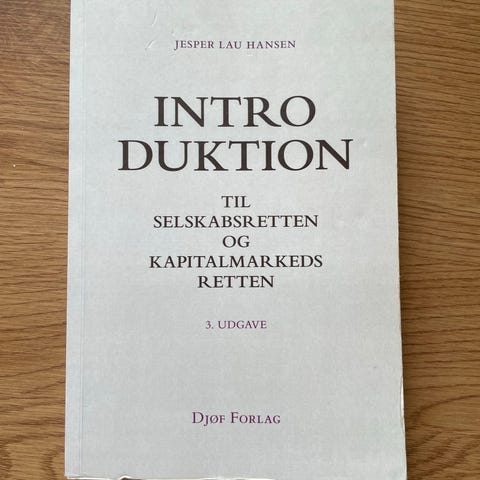 JESPER LAU HANSEN
INTRO
DUKTION
TIL
SELSKABSRETTEN
OG
KAPITALMARKEDS
RETTEN
3. UDGAVE
DJØF FORLAG